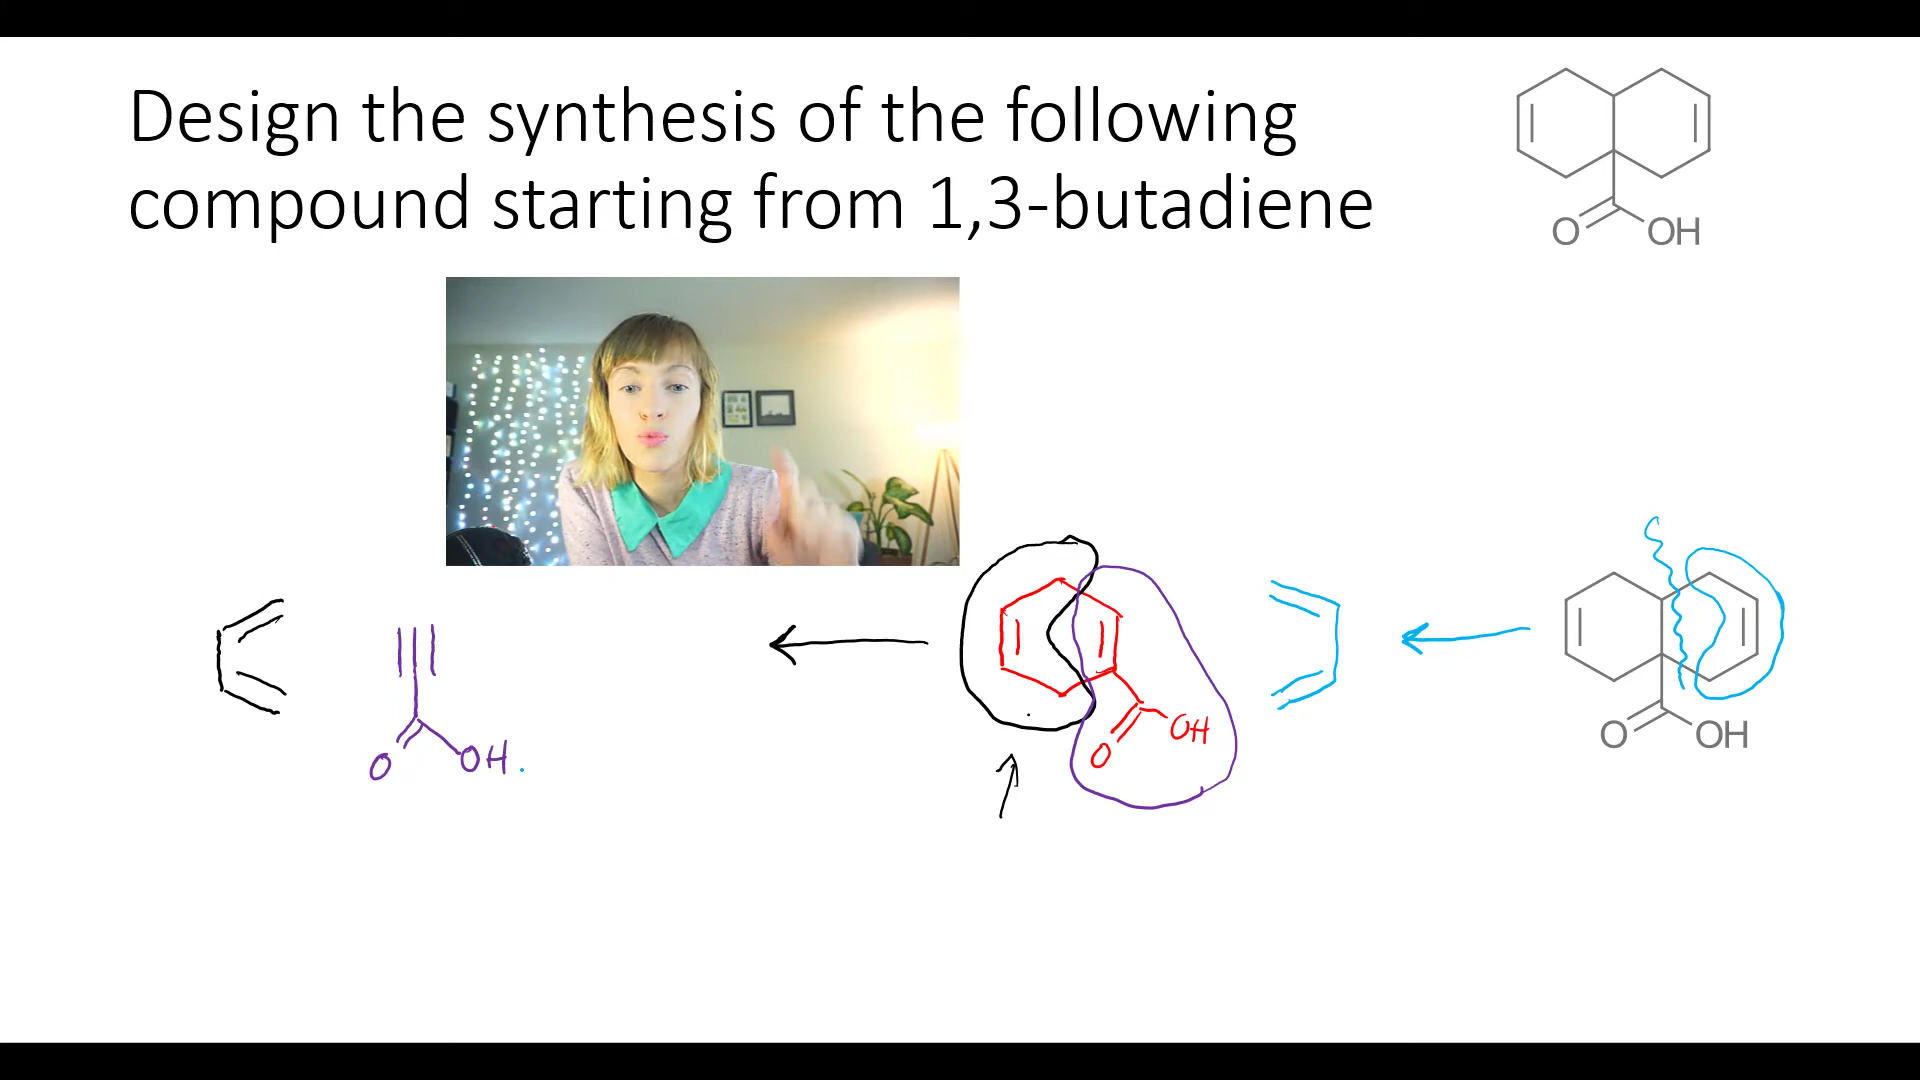 Design the synthesis of the following
compound starting from 1,3-butadiene
O OH
O OH
O OH
O OH